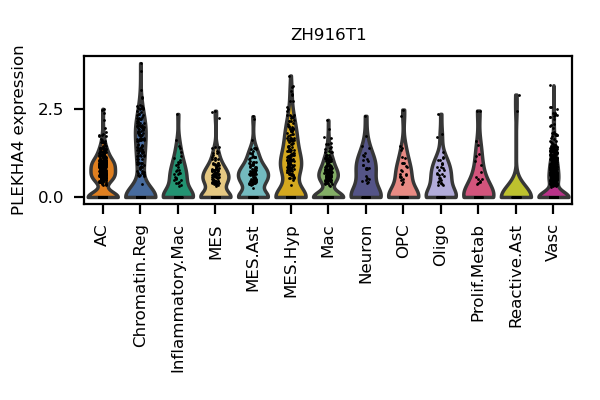 ZH916T1
PLEKHA4 expression
2.5
0.0
AC
Chromatin.Reg
Inflammatory.Mac
MES
MES.Ast
MES.Hyp
Mac
Neuron
OPC
Oligo
Prolif.Metab
Reactive.Ast
Vasc